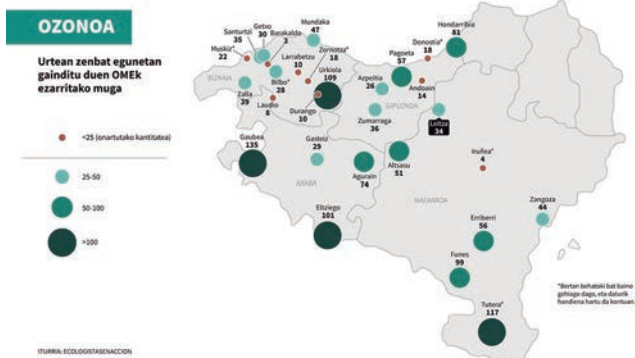 OZONOA
Urtean zenbat egunetan
gainditu duen OMEk
ezarritako muga
<25 (onartutako kantitatea)
25-50
50-100
>100
Mundaka
47
Getxo
30
Santurtzi
35
Barakaldo
3
Muskiz*
22
Larrabetzu
10
Zornotza*
18
Urkiola
109
Bilbo*
28
BIZKAIA
Zalla
39
Laudio
8
Durango
10
Hondarribia
81
Donostia*
18
Pagoeta
57
Azpeitia
26
Andoain
14
GIPUZKOA
Zumarraga
36
Leitza
34
Gaubea
135
Gasteiz
29
Agurain
74
Altsasu
51
Iruñea*
4
ARABA
NAFARROA
Eltziego
101
Zangoza
44
Erriberri
56
Funes
99
Tutera*
117
*Bertan behatoki bat baino
gehiago dago, eta daturik
handiena hartu da kontuan.
ITURRIA: ECOLOGISTASENACCION